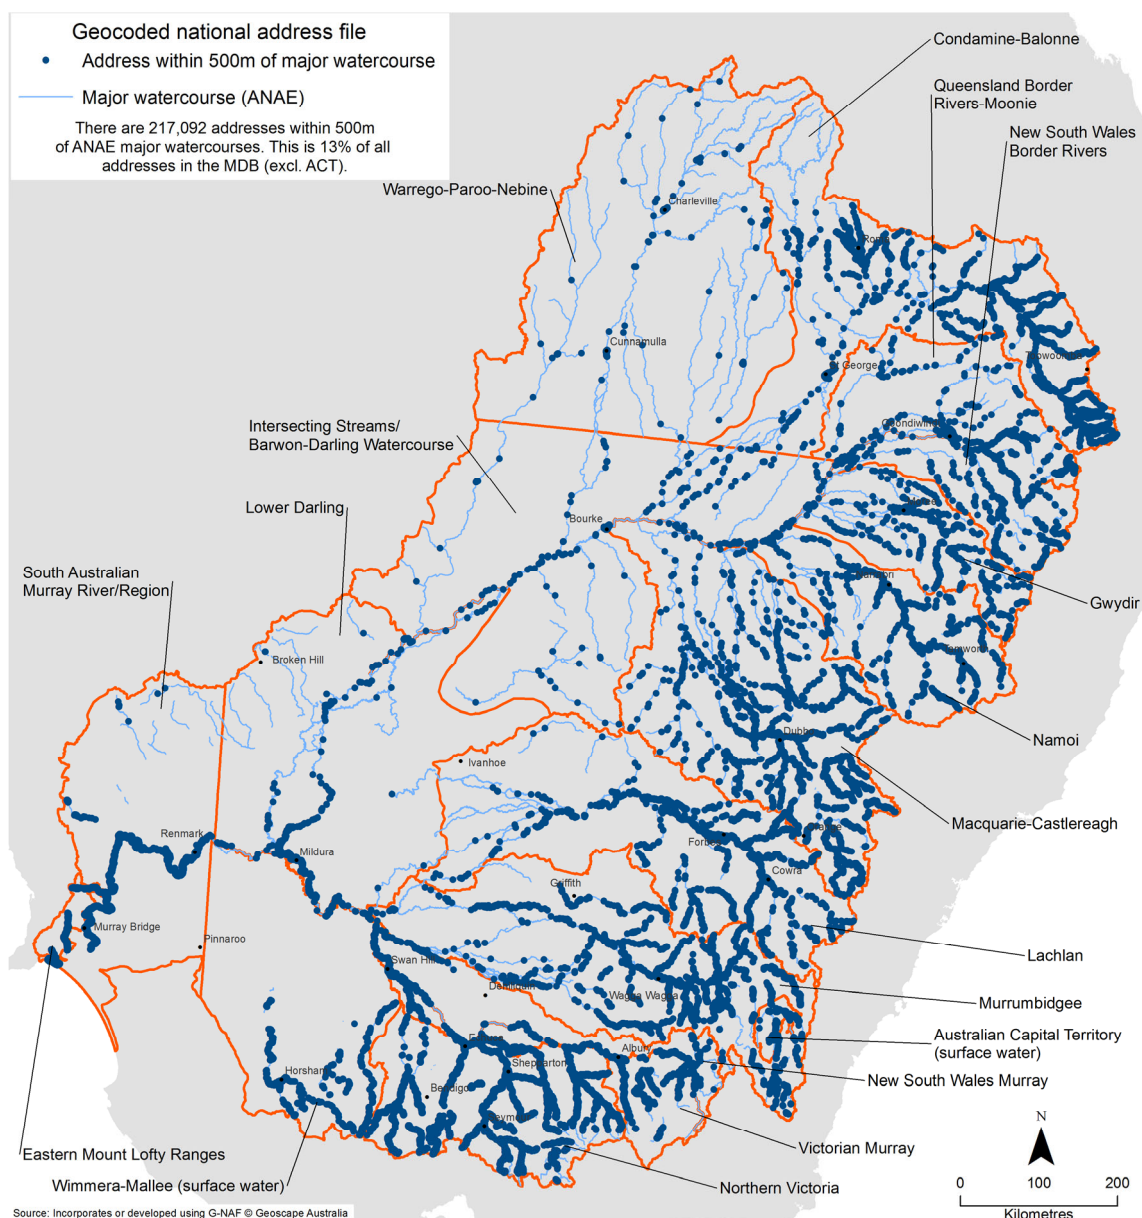 Geocoded national address file
Address within 500m of major watercourse
Major watercourse (ANAE)
There are 217,092 addresses within 500m
of ANAE major watercourses. This is 13% of all
addresses in the MDB (excl. ACT).
Condamine-Balonne
Queensland Border
Rivers-Moonie
New South Wales
Border Rivers
Warrego-Paroo-Nebine
Charleville
Cunnamulla
St George
Intersecting Streams/
Barwon-Darling Watercourse
Lower Darling
Bourke
South Australian
Murray River/Region
Gwydir
Broken Hill
Namoi
Ivanhoe
Macquarie-Castlereagh
Renmark
Mildura
Forbes
Cowra
Griffith
Murray Bridge
Pinnaroo
Lachlan
Swan Hill
Deniliquin
Wagga Wagga
Murrumbidgee
Australian Capital Territory
(surface water)
Albury
New South Wales Murray
Shepparton
Horsham
Bendigo
Victorian Murray
Eastern Mount Lofty Ranges
Wimmera-Mallee (surface water)
Northern Victoria
N
0 100 200
Kilometres
Source: Incorporates or developed using G-NAF © Geoscape Australia